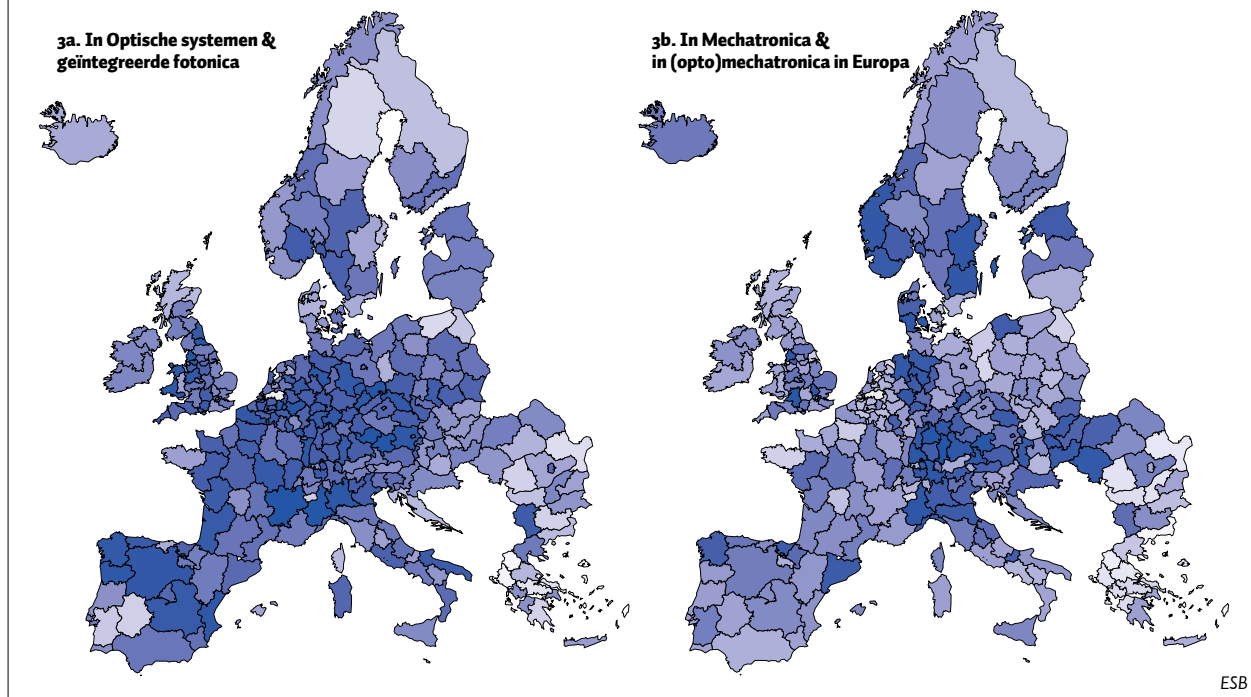 3a. In Optische systemen &
geïntegreerde fotonica
3b. In Mechatronica &
in (opto)mechatronica in Europa
ESB